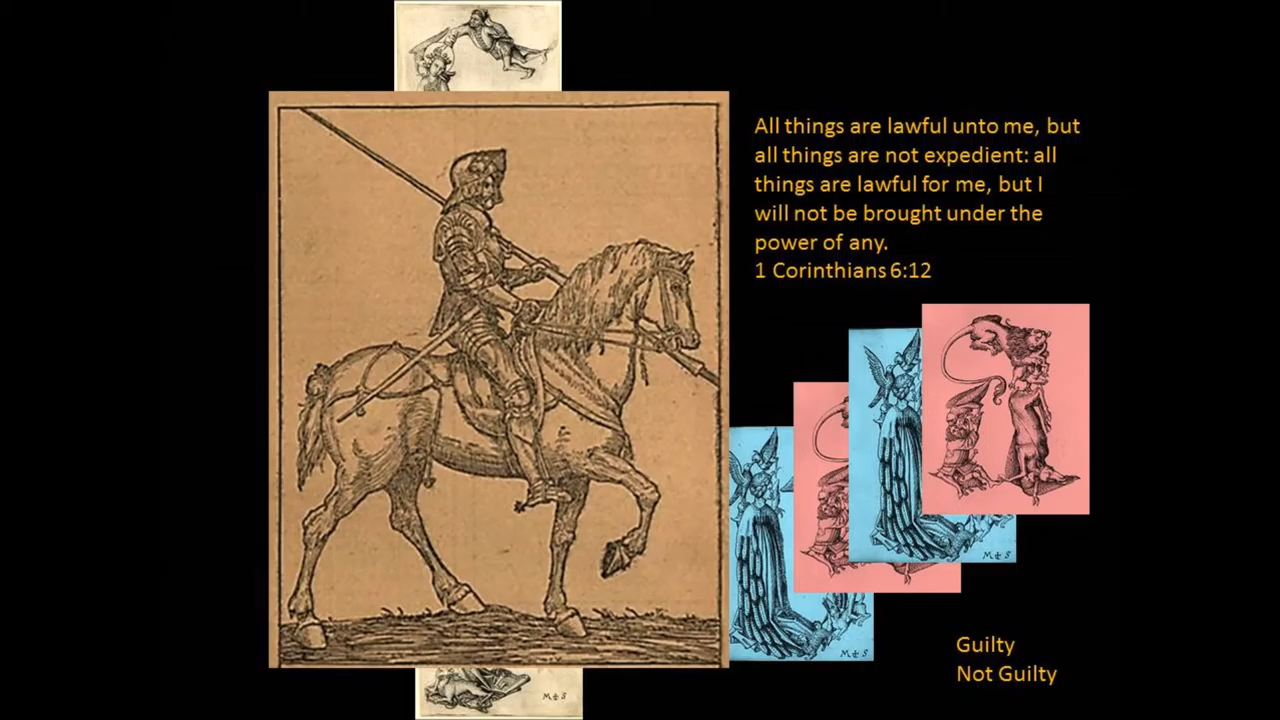 All things are lawful unto me, but
all things are not expedient: all
things are lawful for me, but I
will not be brought under the
power of any.
1 Corinthians 6:12
M + S
M + S
Guilty
Not Guilty
M + S